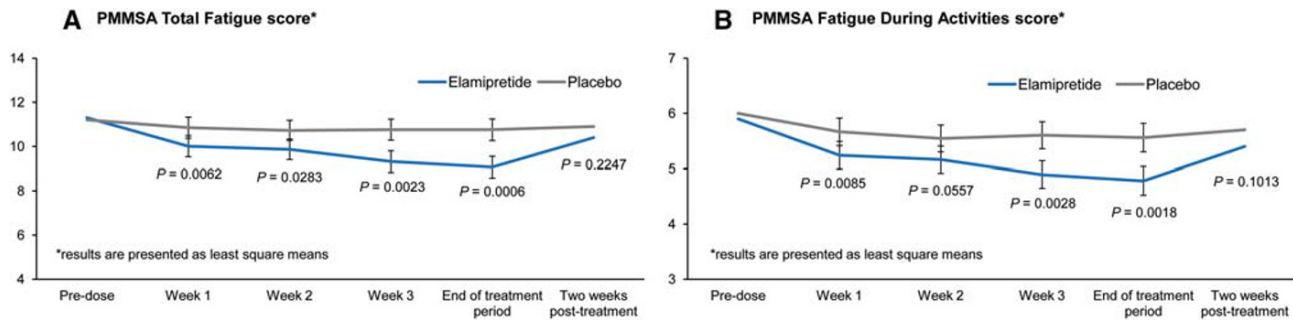 A PMMSA Total Fatigue score*
14
12
10
8
6
4
Elamipretide Placebo
P = 0.0062
P = 0.0283
P = 0.0023
P = 0.0006
P = 0.2247
*results are presented as least square means
Pre-dose Week 1 Week 2 Week 3 End of treatment Two weeks
period post-treatment
B PMMSA Fatigue During Activities score*
7
6
5
4
3
Elamipretide Placebo
P = 0.0085
P = 0.0557
P = 0.0028
P = 0.0018
P = 0.1013
*results are presented as least square means
Pre-dose Week 1 Week 2 Week 3 End of treatment Two weeks
period post-treatment